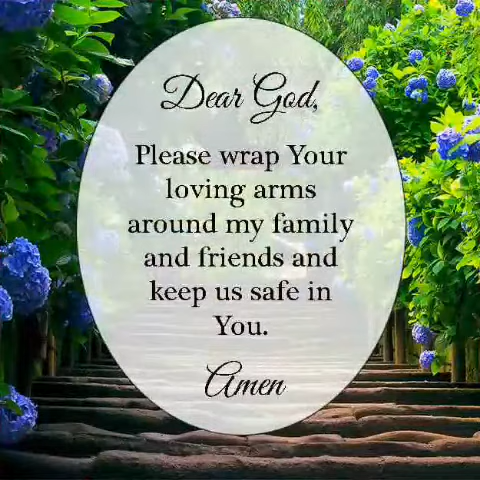 Dear God,
Please wrap Your
loving arms
around my family
and friends and
keep us safe in
You.
Amen